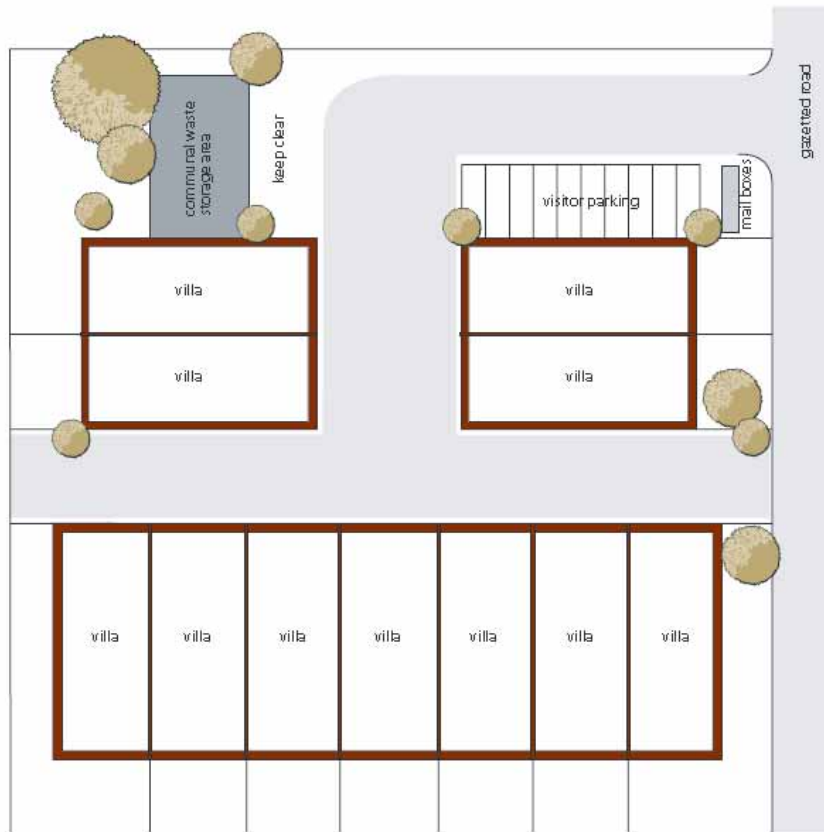 communal waste
storage area
keep clear
gazetted road
visitor parking
mail boxes
villa
villa
villa
villa
villa
villa
villa
villa
villa
villa
villa